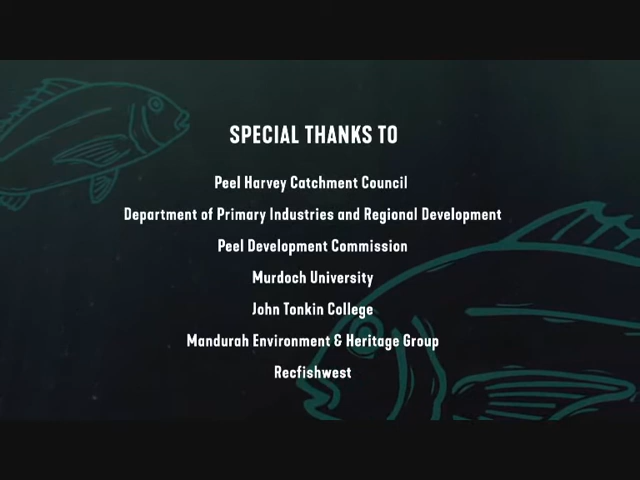 SPECIAL THANKS TO
Peel Harvey Catchment Council
Department of Primary Industries and Regional Development
Peel Development Commission
Murdoch University
John Tonkin College
Mandurah Environment & Heritage Group
Recfishwest